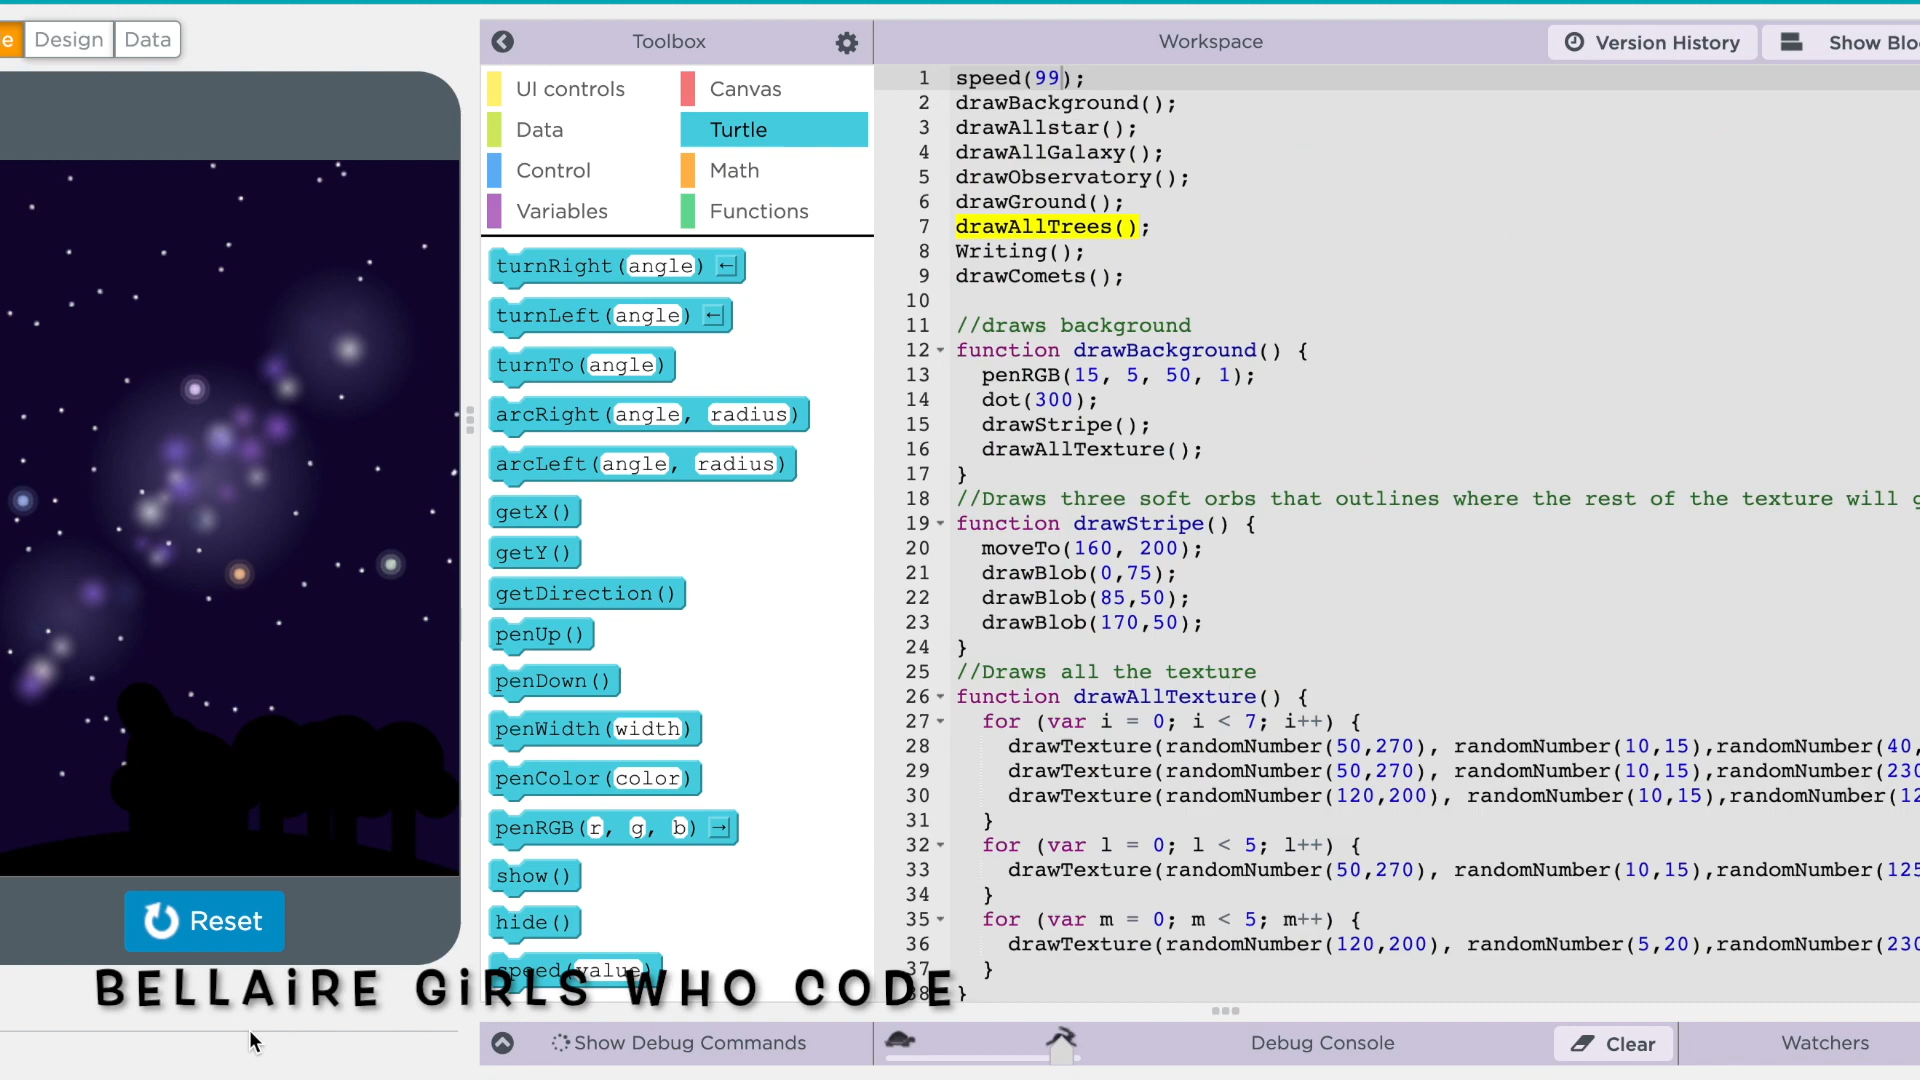 e Design Data
Toolbox
Workspace
Version History
Show Blo
UI controls
Canvas
Data
Turtle
Control
Math
Variables
Functions
turnRight(angle) ←
turnLeft(angle) ←
turnTo(angle)
arcRight(angle, radius)
arcLeft(angle, radius)
getX()
getY()
getDirection()
penUp()
penDown()
penWidth(width)
penColor(color)
penRGB(r, g, b) →
show()
hide()
speed(value)
1 speed(99);
2 drawBackground();
3 drawAllstar();
4 drawAllGalaxy();
5 drawObservatory();
6 drawGround();
7 drawAllTrees();
8 Writing();
9 drawComets();
10
11 //draws background
12 function drawBackground() {
13 penRGB(15, 5, 50, 1);
14 dot(300);
15 drawStripe();
16 drawAllTexture();
17 }
18 //Draws three soft orbs that outlines where the rest of the texture will g
19 function drawStripe() {
20 moveTo(160, 200);
21 drawBlob(0,75);
22 drawBlob(85,50);
23 drawBlob(170,50);
24 }
25 //Draws all the texture
26 function drawAllTexture() {
27 for (var i = 0; i < 7; i++) {
28 drawTexture(randomNumber(50,270), randomNumber(10,15),randomNumber(40,
29 drawTexture(randomNumber(50,270), randomNumber(10,15),randomNumber(230
30 drawTexture(randomNumber(120,200), randomNumber(10,15),randomNumber(12
31 }
32 for (var l = 0; l < 5; l++) {
33 drawTexture(randomNumber(50,270), randomNumber(10,15),randomNumber(125
34 }
35 for (var m = 0; m < 5; m++) {
36 drawTexture(randomNumber(120,200), randomNumber(5,20),randomNumber(230
37 }
38 }
Reset
BELLAiRE GiRLS WHO CODE
Show Debug Commands
Debug Console
Clear
Watchers